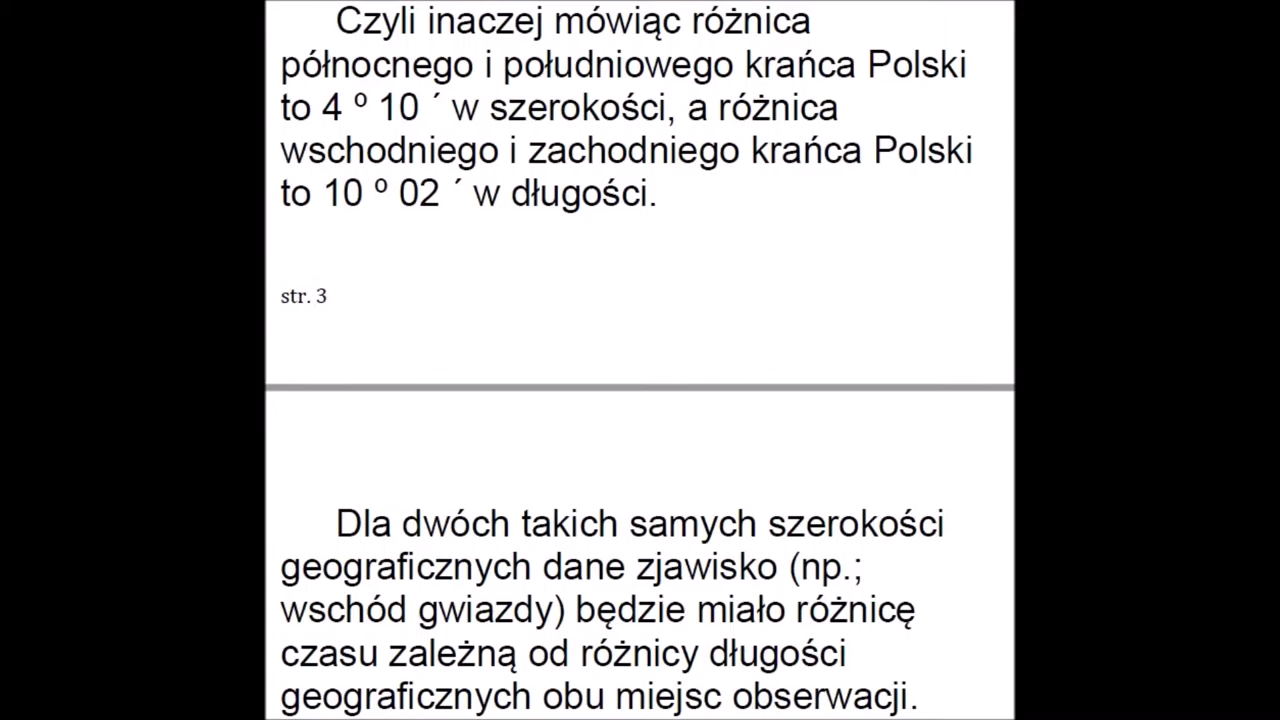 Czyli inaczej mówiąc różnica
północnego i południowego krańca Polski
to 4 º 10 ´ w szerokości, a różnica
wschodniego i zachodniego krańca Polski
to 10 º 02 ´ w długości.
str. 3
Dla dwóch takich samych szerokości
geograficznych dane zjawisko (np.;
wschód gwiazdy) będzie miało różnicę
czasu zależną od różnicy długości
geograficznych obu miejsc obserwacji.